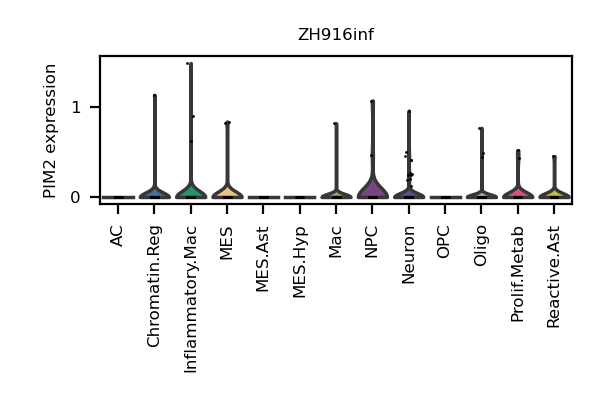 ZH916inf
PIM2 expression
1
0
AC
Chromatin.Reg
Inflammatory.Mac
MES
MES.Ast
MES.Hyp
Mac
NPC
Neuron
OPC
Oligo
Prolif.Metab
Reactive.Ast